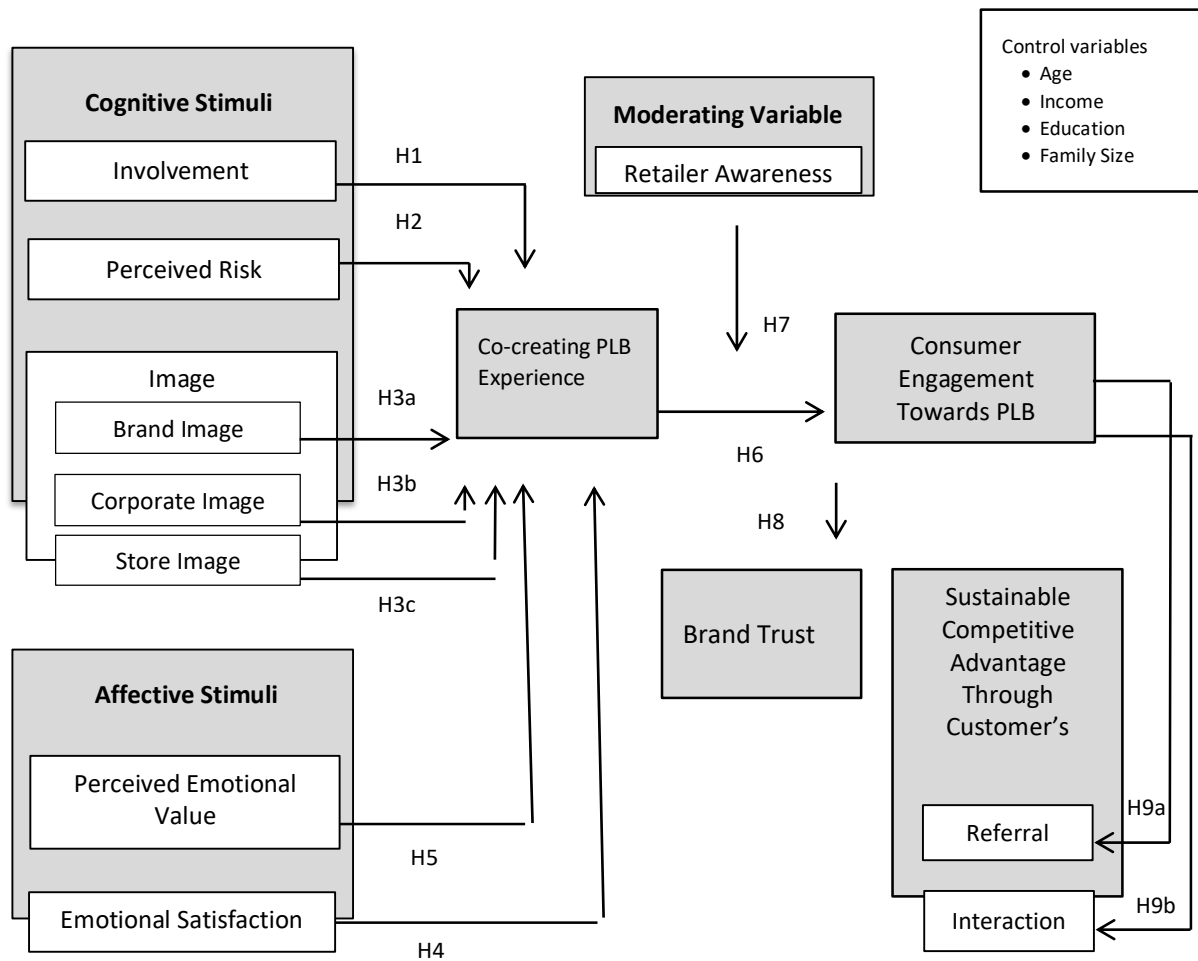 Control variables
• Age
• Income
• Education
• Family Size
Cognitive Stimuli
Involvement
Perceived Risk
Image
Brand Image
Corporate Image
Store Image
H1
H2
H3a
H3b
H3c
Moderating Variable
Retailer Awareness
H7
Co-creating PLB
Experience
H6
Consumer
Engagement
Towards PLB
H8
Brand Trust
Sustainable
Competitive
Advantage
Through
Customer’s
Referral
Interaction
H9a
H9b
Affective Stimuli
Perceived Emotional
Value
Emotional Satisfaction
H5
H4